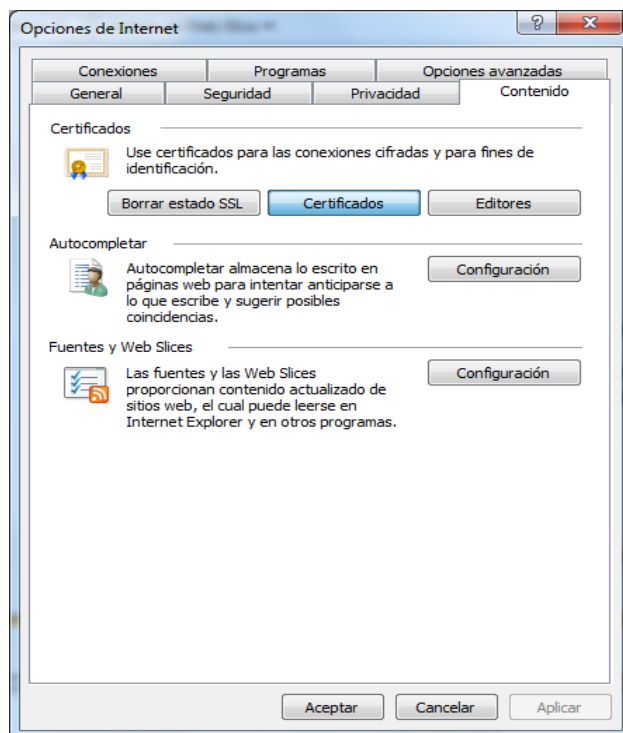 Opciones de Internet
Conexiones Programas Opciones avanzadas
General Seguridad Privacidad Contenido
Certificados
Use certificados para las conexiones cifradas y para fines de
identificación.
Borrar estado SSL Certificados Editores
Autocompletar
Autocompletar almacena lo escrito en
páginas web para intentar anticiparse a
lo que escribe y sugerir posibles
coincidencias.
Configuración
Fuentes y Web Slices
Las fuentes y las Web Slices
proporcionan contenido actualizado de
sitios web, el cual puede leerse en
Internet Explorer y en otros programas.
Configuración
Aceptar Cancelar Aplicar